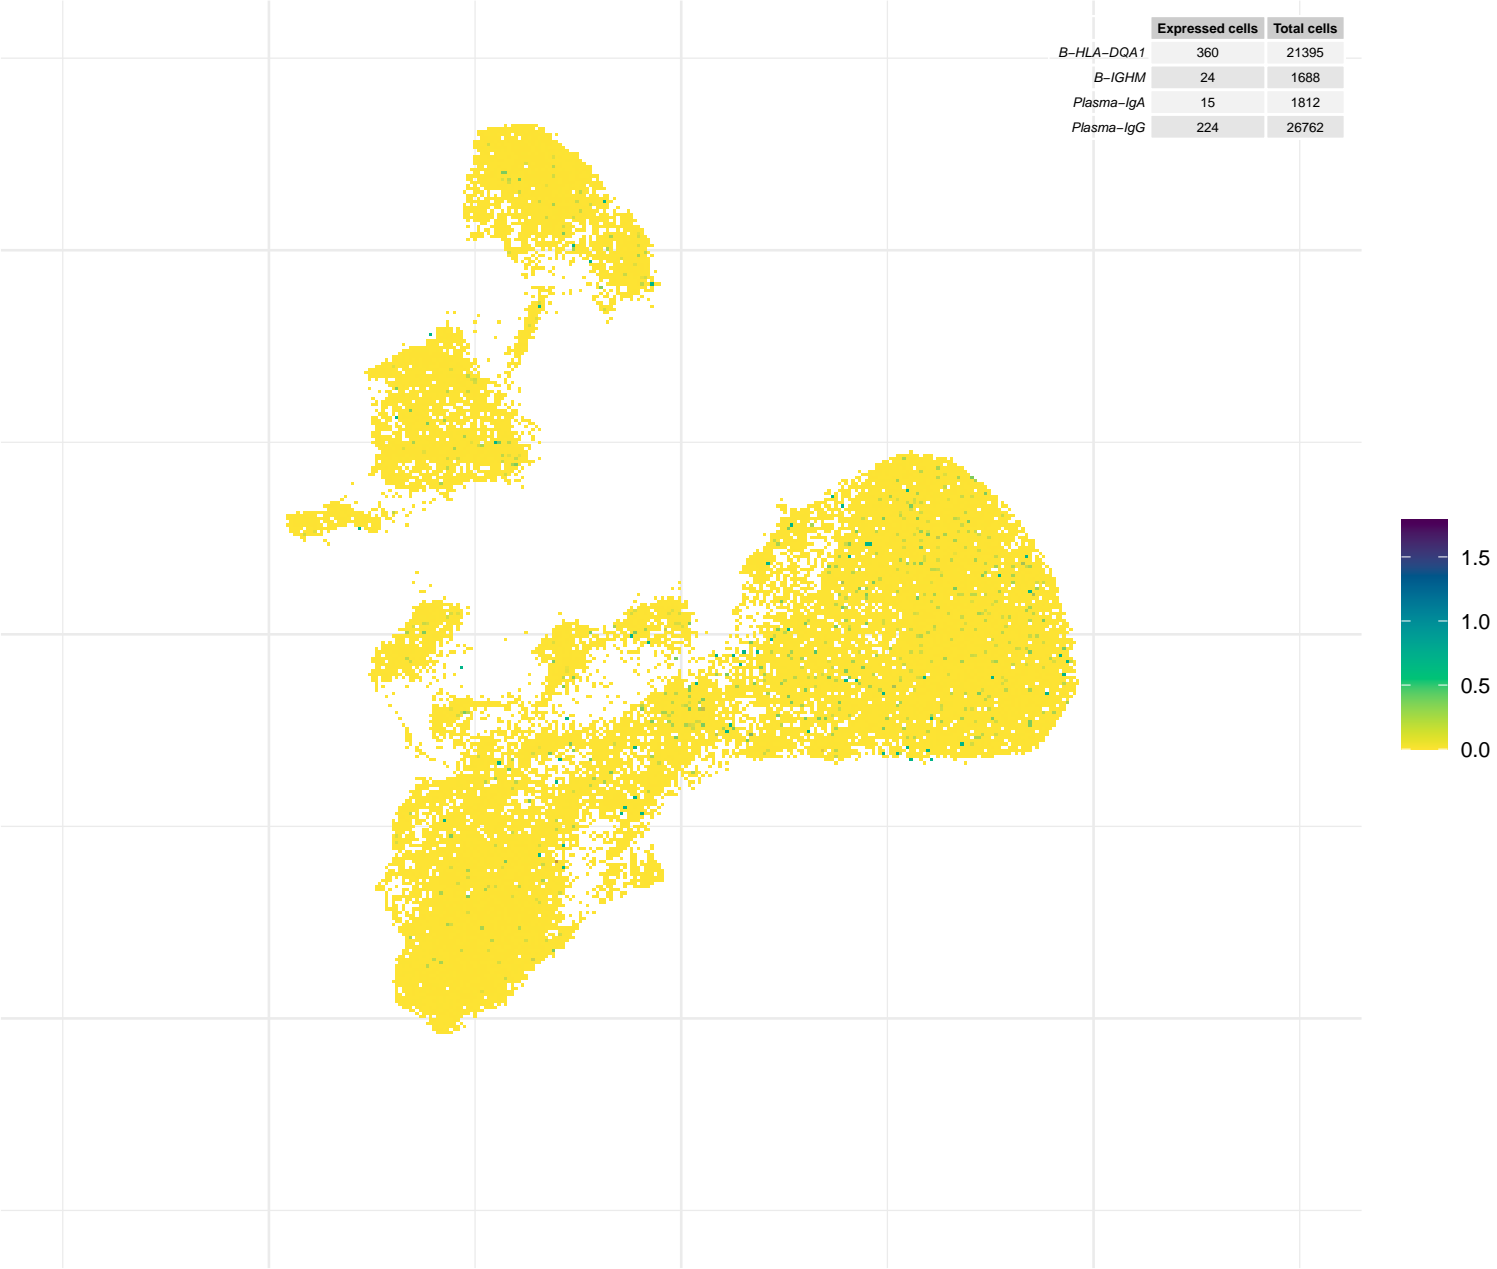 Expressed cells Total cells
B−HLA−DQA1 360 21395
B−IGHM 24 1688
Plasma−IgA 15 1812
Plasma−IgG 224 26762
1.5
1.0
0.5
0.0